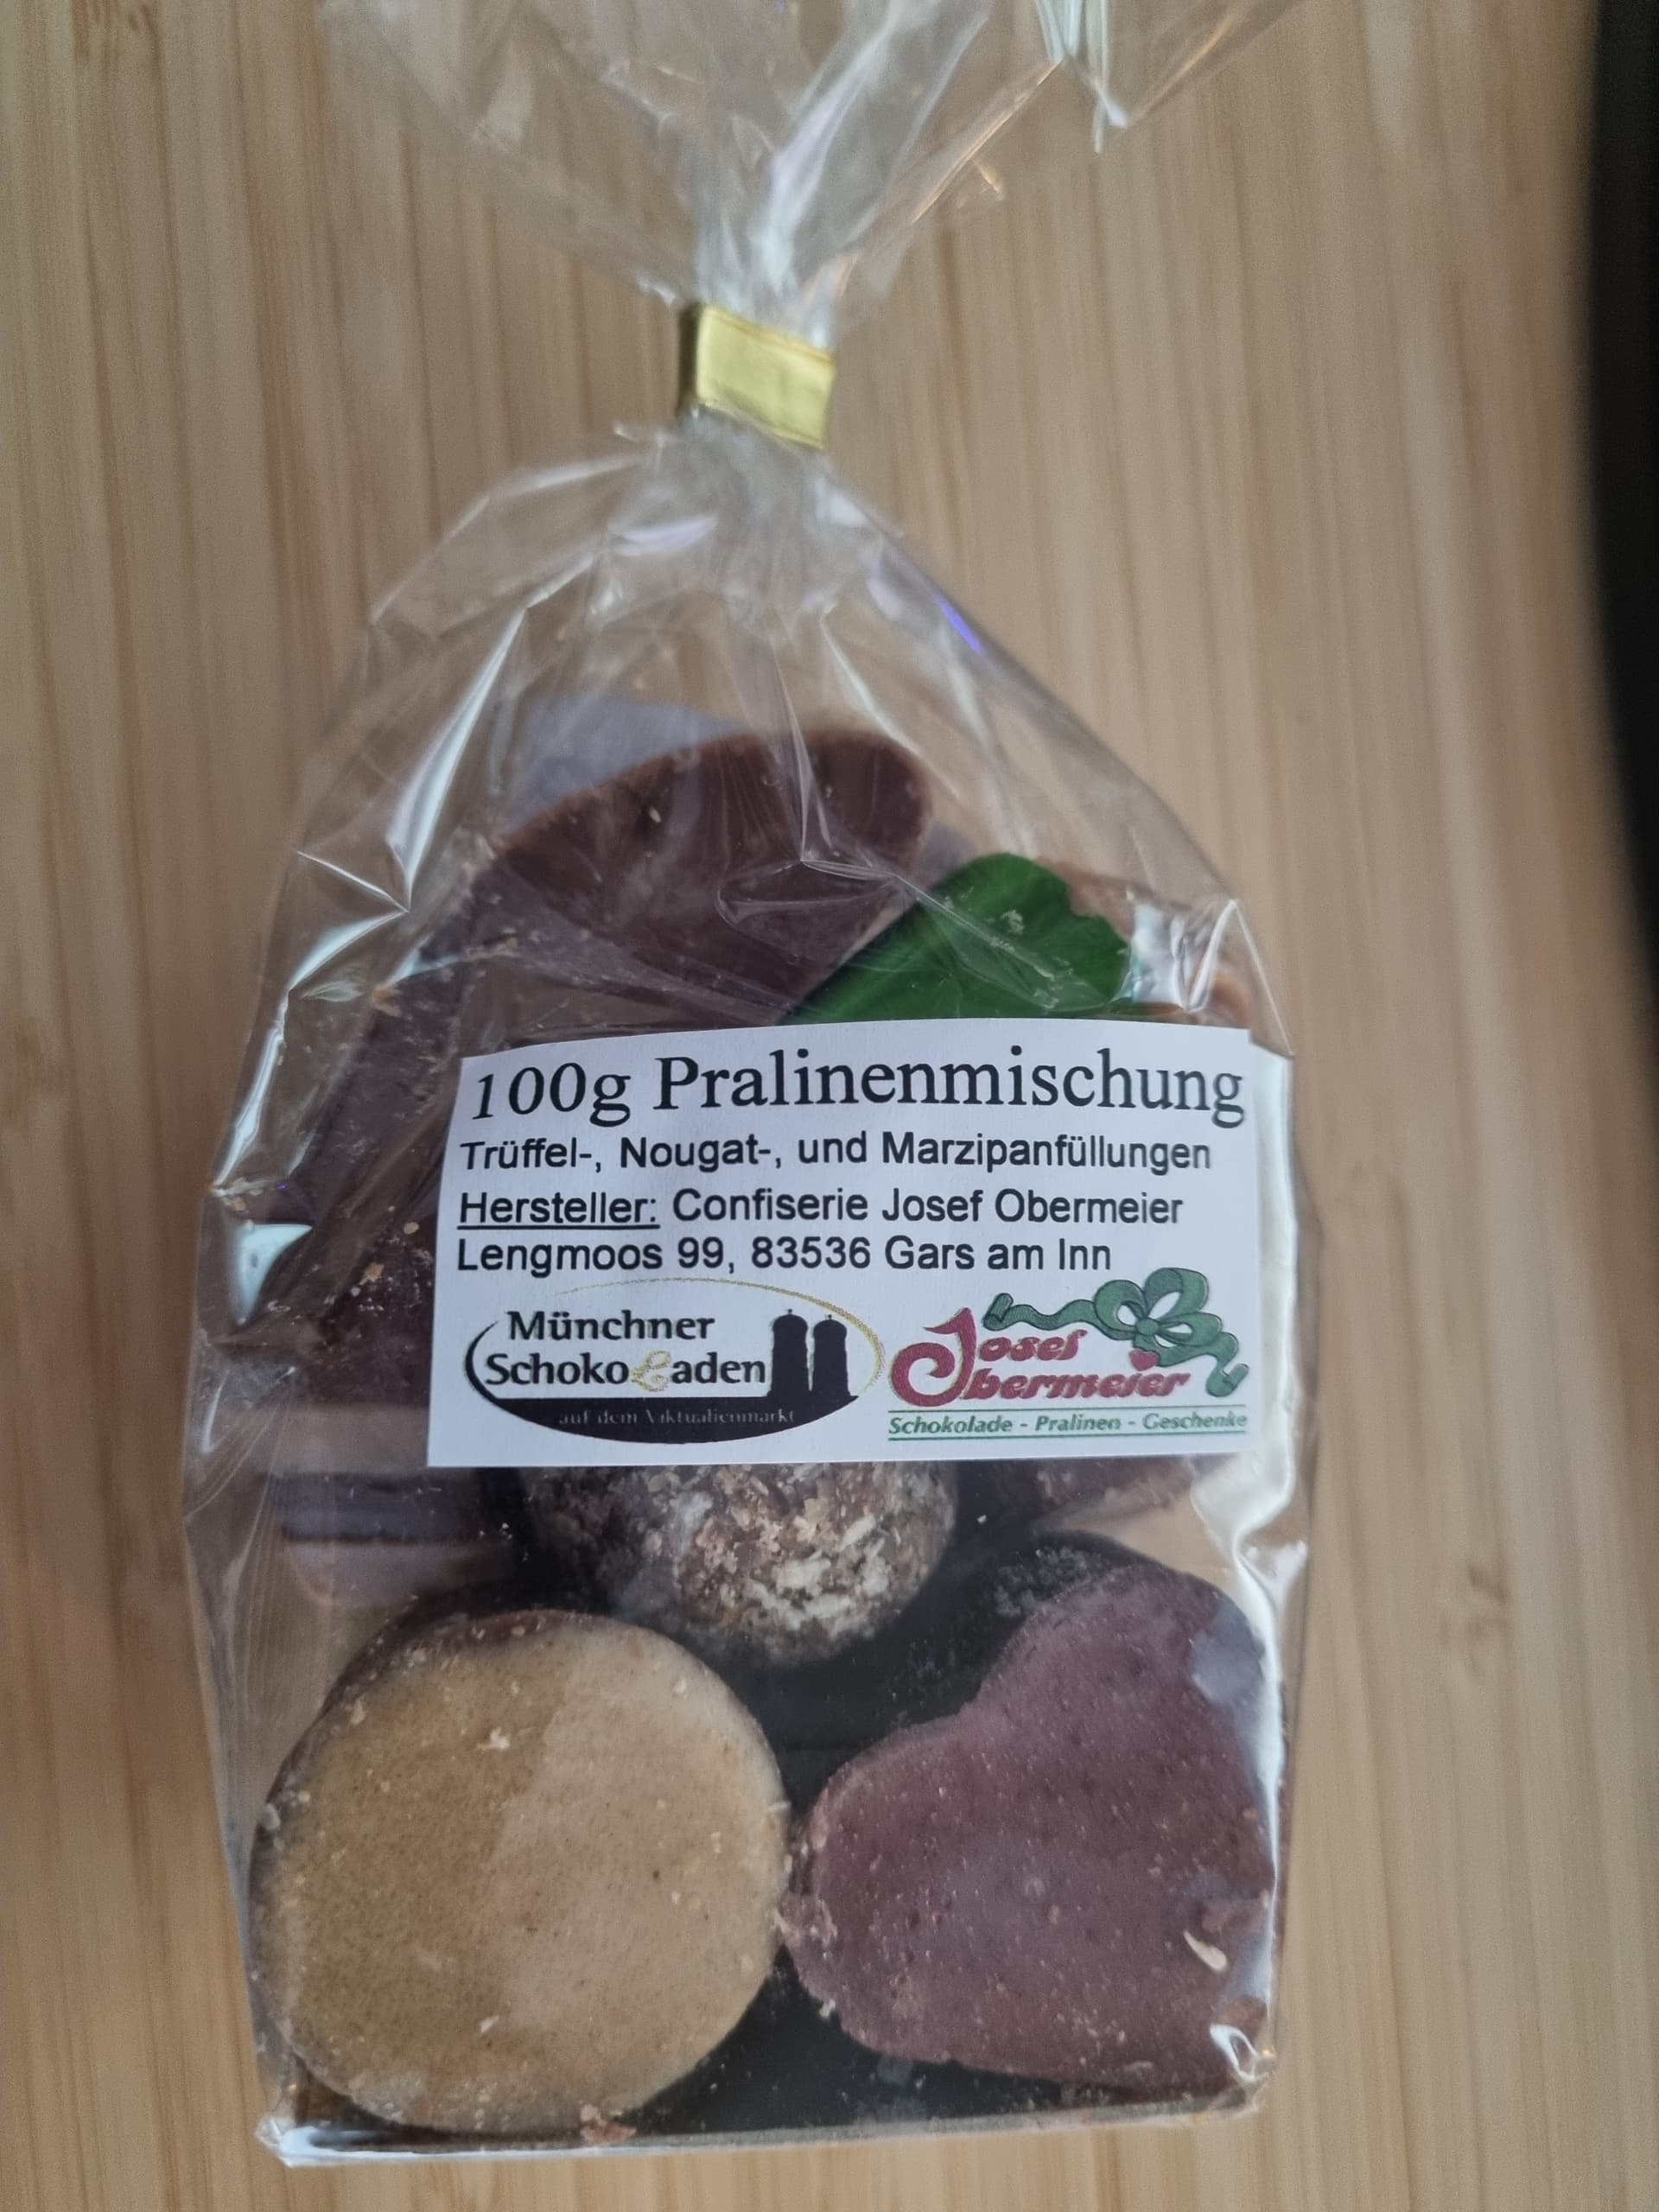 100g Pralinenmischung
Trüffel-, Nougat-, und Marzipanfüllungen
Hersteller: Confiserie Josef Obermeier
Lengmoos 99, 83536 Gars am Inn
Münchner
SchokoLaden
auf dem Viktualienmarkt
Josef
Obermeier
Schokolade - Pralinen - Geschenke